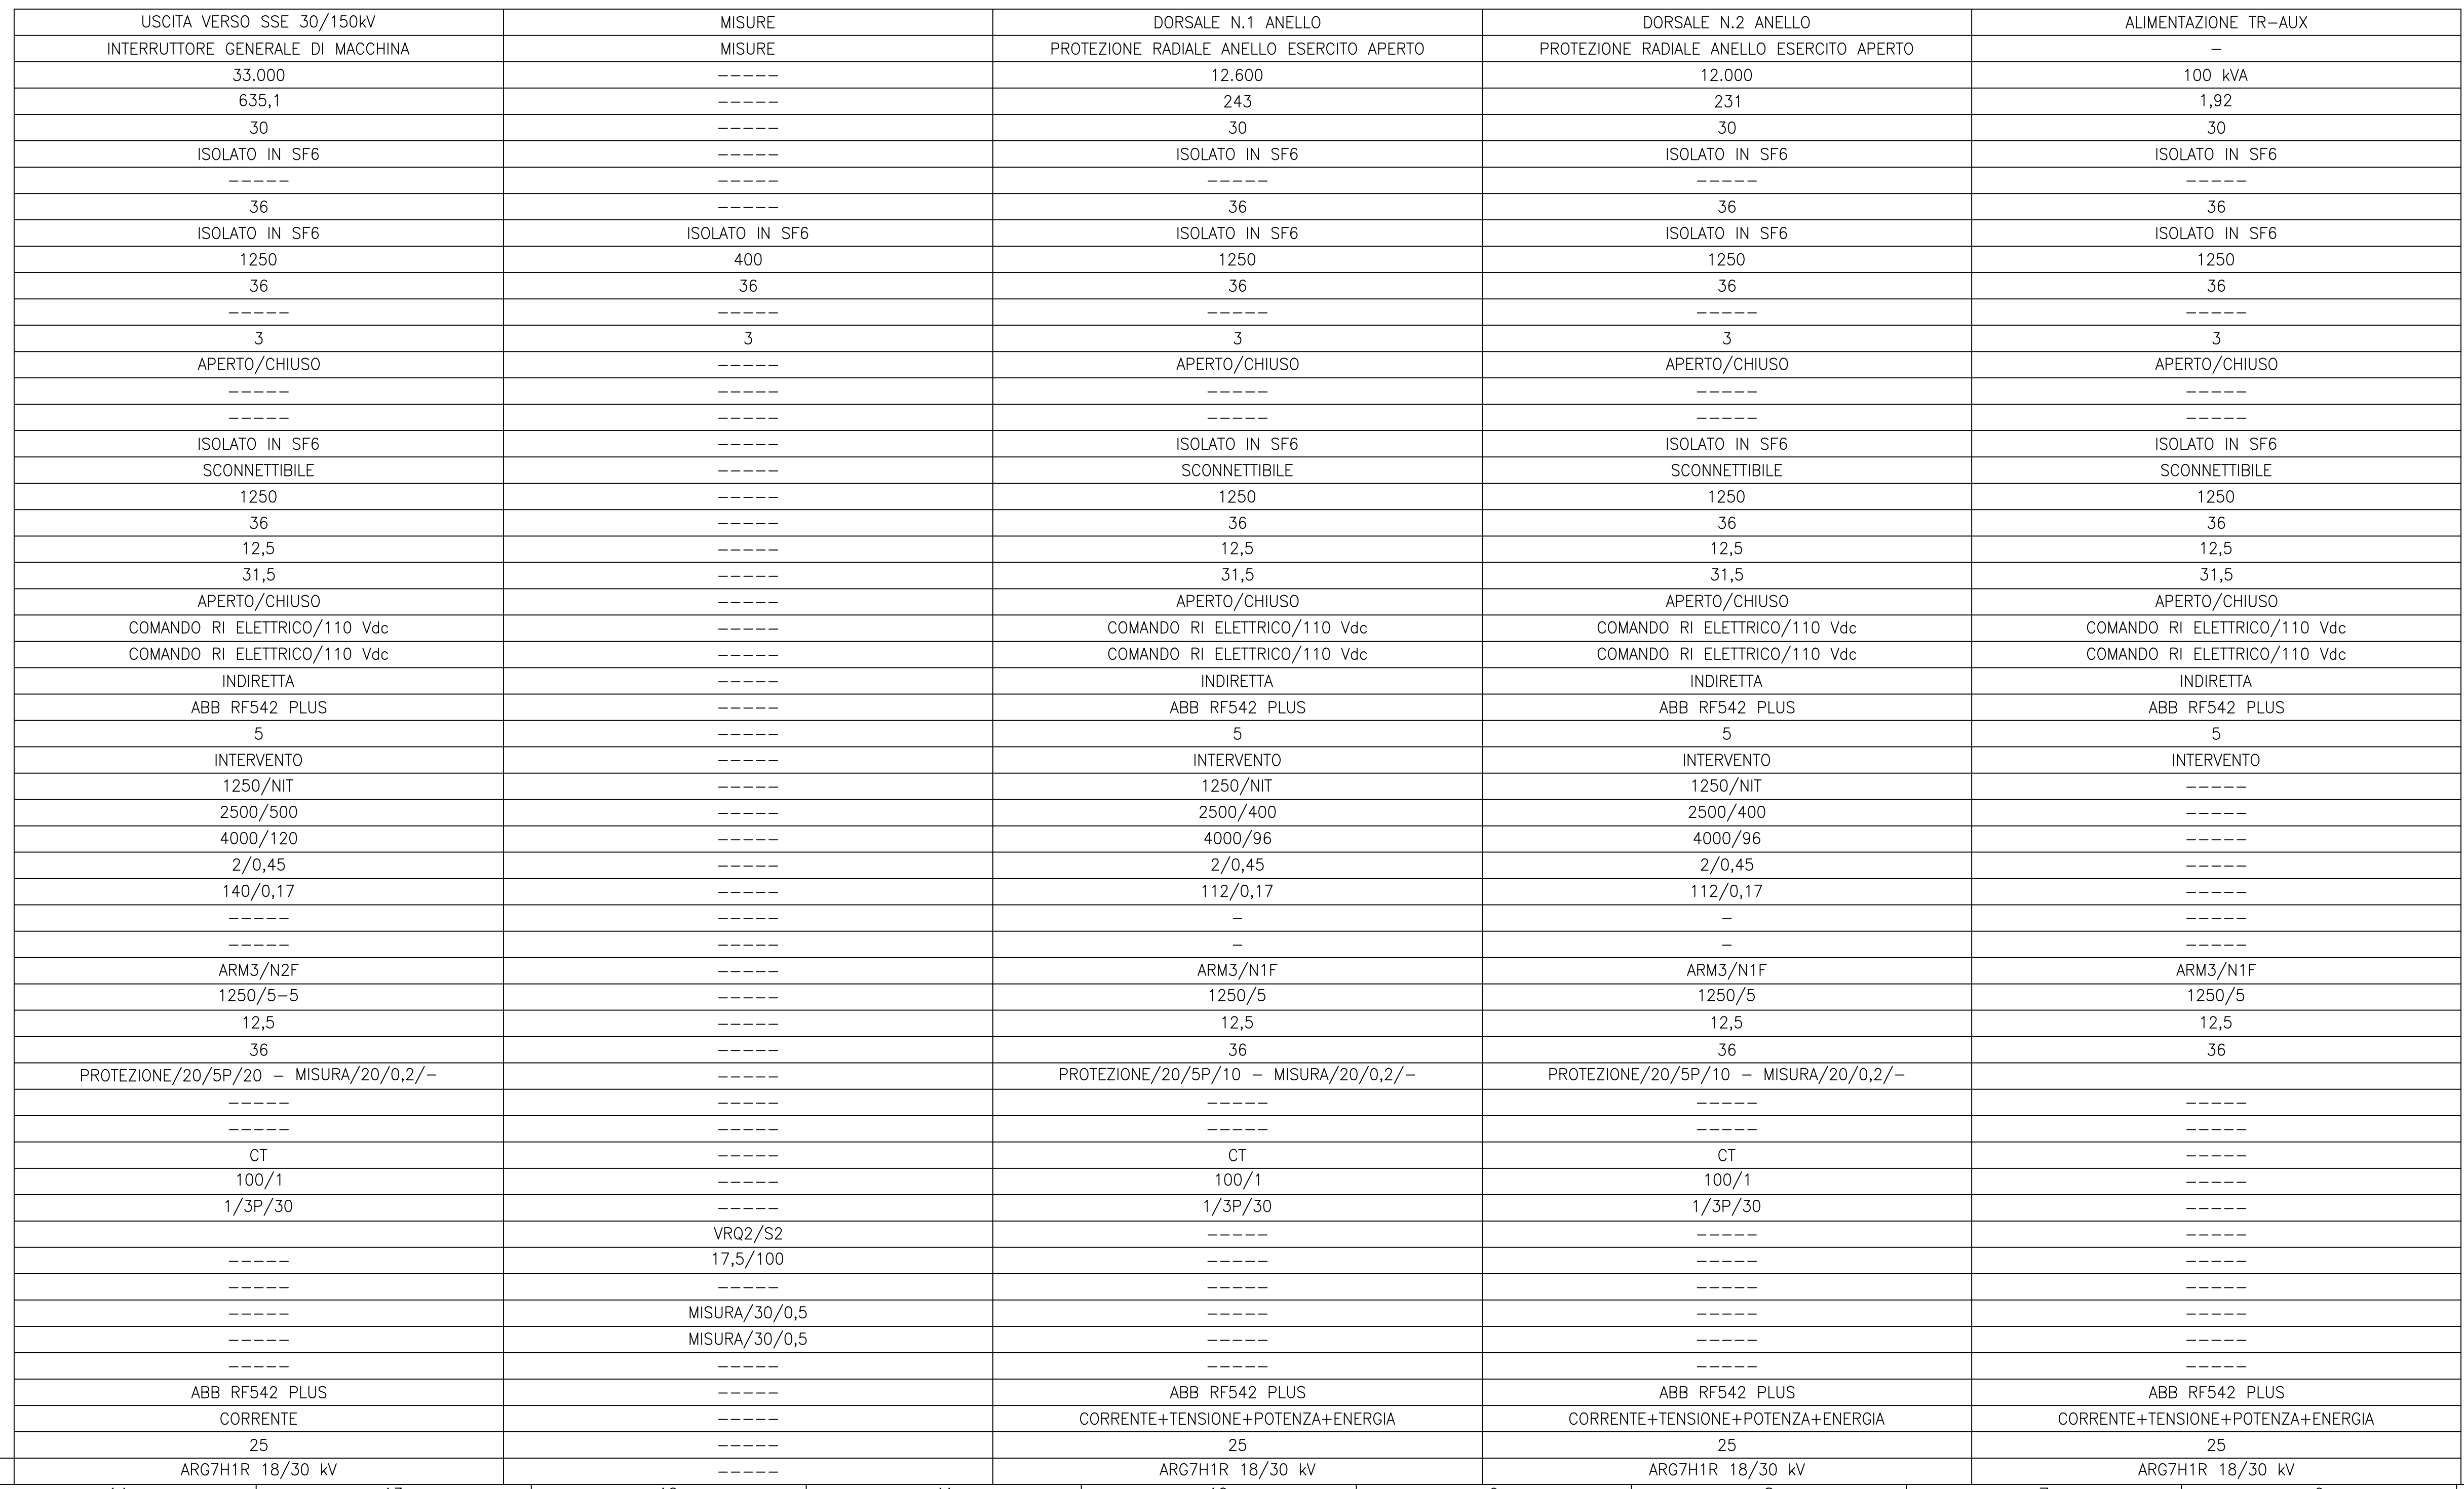 USCITA VERSO SSE 30/150kV MISURE DORSALE N.1 ANELLO DORSALE N.2 ANELLO ALIMENTAZIONE TR-AUX
INTERRUTTORE GENERALE DI MACCHINA MISURE PROTEZIONE RADIALE ANELLO ESERCITO APERTO PROTEZIONE RADIALE ANELLO ESERCITO APERTO -
33.000 ----- 12.600 12.000 100 kVA
635,1 ----- 243 231 1,92
30 ----- 30 30 30
ISOLATO IN SF6 ----- ISOLATO IN SF6 ISOLATO IN SF6 ISOLATO IN SF6
----- ----- ----- ----- -----
36 ----- 36 36 36
ISOLATO IN SF6 ISOLATO IN SF6 ISOLATO IN SF6 ISOLATO IN SF6 ISOLATO IN SF6
1250 400 1250 1250 1250
36 36 36 36 36
----- ----- ----- ----- -----
3 3 3 3 3
APERTO/CHIUSO ----- APERTO/CHIUSO APERTO/CHIUSO APERTO/CHIUSO
----- ----- ----- ----- -----
----- ----- ----- ----- -----
ISOLATO IN SF6 ----- ISOLATO IN SF6 ISOLATO IN SF6 ISOLATO IN SF6
SCONNETTIBILE ----- SCONNETTIBILE SCONNETTIBILE SCONNETTIBILE
1250 ----- 1250 1250 1250
36 ----- 36 36 36
12,5 ----- 12,5 12,5 12,5
31,5 ----- 31,5 31,5 31,5
APERTO/CHIUSO ----- APERTO/CHIUSO APERTO/CHIUSO APERTO/CHIUSO
COMANDO RI ELETTRICO/110 Vdc ----- COMANDO RI ELETTRICO/110 Vdc COMANDO RI ELETTRICO/110 Vdc COMANDO RI ELETTRICO/110 Vdc
COMANDO RI ELETTRICO/110 Vdc ----- COMANDO RI ELETTRICO/110 Vdc COMANDO RI ELETTRICO/110 Vdc COMANDO RI ELETTRICO/110 Vdc
INDIRETTA ----- INDIRETTA INDIRETTA INDIRETTA
ABB RF542 PLUS ----- ABB RF542 PLUS ABB RF542 PLUS ABB RF542 PLUS
5 ----- 5 5 5
INTERVENTO ----- INTERVENTO INTERVENTO INTERVENTO
1250/NIT ----- 1250/NIT 1250/NIT -----
2500/500 ----- 2500/400 2500/400 -----
4000/120 ----- 4000/96 4000/96 -----
2/0,45 ----- 2/0,45 2/0,45 -----
140/0,17 ----- 112/0,17 112/0,17 -----
----- ----- - - -----
----- ----- - - -----
ARM3/N2F ----- ARM3/N1F ARM3/N1F ARM3/N1F
1250/5-5 ----- 1250/5 1250/5 1250/5
12,5 ----- 12,5 12,5 12,5
36 ----- 36 36 36
PROTEZIONE/20/5P/20 - MISURA/20/0,2/- ----- PROTEZIONE/20/5P/10 - MISURA/20/0,2/- PROTEZIONE/20/5P/10 - MISURA/20/0,2/-
----- ----- ----- ----- -----
----- ----- ----- ----- -----
CT ----- CT CT -----
100/1 ----- 100/1 100/1 -----
1/3P/30 ----- 1/3P/30 1/3P/30 -----
VRQ2/S2 ----- ----- -----
----- 17,5/100 ----- ----- -----
----- ----- ----- ----- -----
----- MISURA/30/0,5 ----- ----- -----
----- MISURA/30/0,5 ----- ----- -----
----- ----- ----- ----- -----
ABB RF542 PLUS ----- ABB RF542 PLUS ABB RF542 PLUS ABB RF542 PLUS
CORRENTE ----- CORRENTE+TENSIONE+POTENZA+ENERGIA CORRENTE+TENSIONE+POTENZA+ENERGIA CORRENTE+TENSIONE+POTENZA+ENERGIA
25 ----- 25 25 25
ARG7H1R 18/30 kV ----- ARG7H1R 18/30 kV ARG7H1R 18/30 kV ARG7H1R 18/30 kV